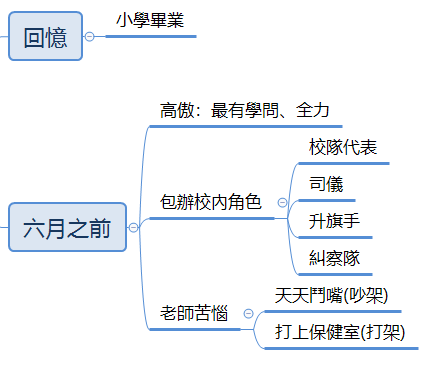 回憶
小學畢業
六月之前
高傲：最有學問、全力
包辦校內角色
校隊代表
司儀
升旗手
糾察隊
老師苦惱
天天鬥嘴(吵架)
打上保健室(打架)